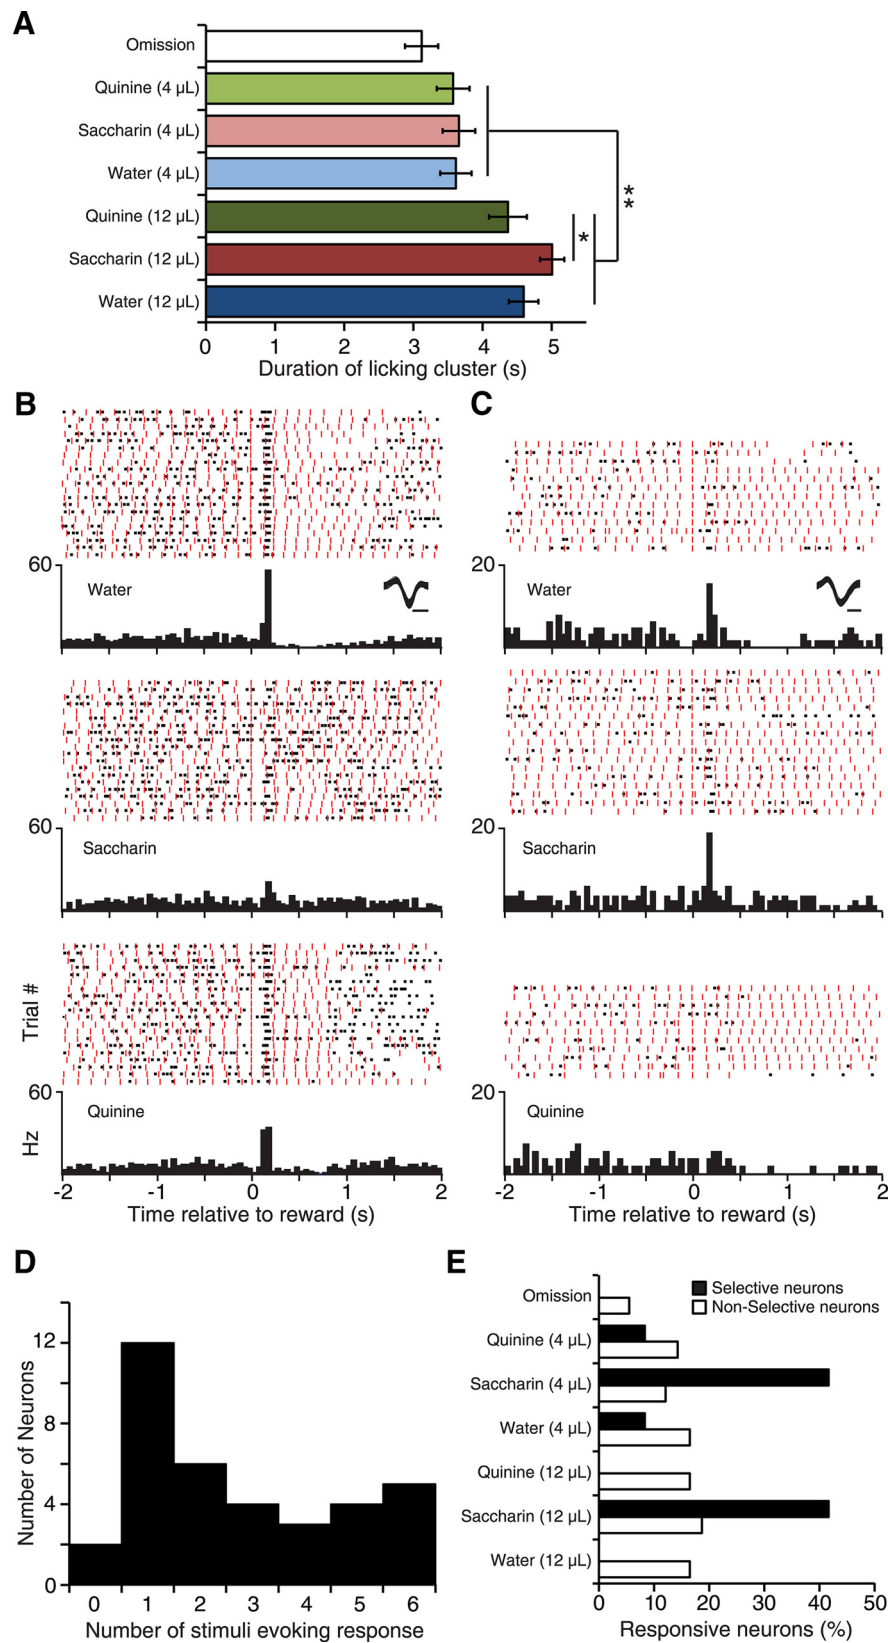 A
Omission
Quinine (4 µL)
Saccharin (4 µL)
Water (4 µL)
Quinine (12 µL)
Saccharin (12 µL)
Water (12 µL)
*
**
0 1 2 3 4 5
Duration of licking cluster (s)
B
60
Water
60
Saccharin
Trial #
60
Quinine
Hz
-2 -1 0 1 2
Time relative to reward (s)
C
20
Water
20
Saccharin
20
Quinine
-2 -1 0 1 2
Time relative to reward (s)
D
Number of Neurons
12
8
4
0
0 1 2 3 4 5 6
Number of stimuli evoking response
E
Selective neurons
Non-Selective neurons
Omission
Quinine (4 µL)
Saccharin (4 µL)
Water (4 µL)
Quinine (12 µL)
Saccharin (12 µL)
Water (12 µL)
0 10 20 30 40 50
Responsive neurons (%)